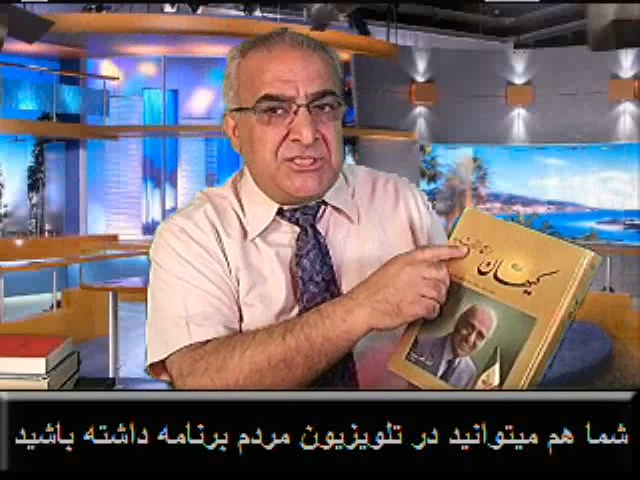 کیهان
شما هم میتوانید در تلویزیون مردم برنامه داشته باشید